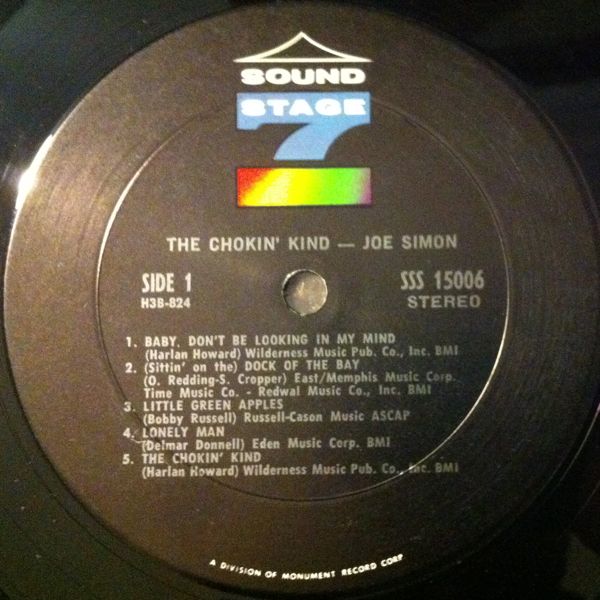 SOUND
STAGE
7
THE CHOKIN' KIND — JOE SIMON
SIDE 1
H3B-824
SSS 15006
STEREO
1. BABY, DON'T BE LOOKING IN MY MIND
(Harlan Howard) Wilderness Music Pub. Co., Inc. BMI
2. (Sittin' on the) DOCK OF THE BAY
(O. Redding-S. Cropper) East/Memphis Music Corp.
Time Music Co. - Redwal Music Co., Inc. BMI
3. LITTLE GREEN APPLES
(Bobby Russell) Russell-Cason Music ASCAP
4. LONELY MAN
(Delmar Donnell) Eden Music Corp. BMI
5. THE CHOKIN' KIND
(Harlan Howard) Wilderness Music Pub. Co., Inc. BMI
A DIVISION OF MONUMENT RECORD CORP